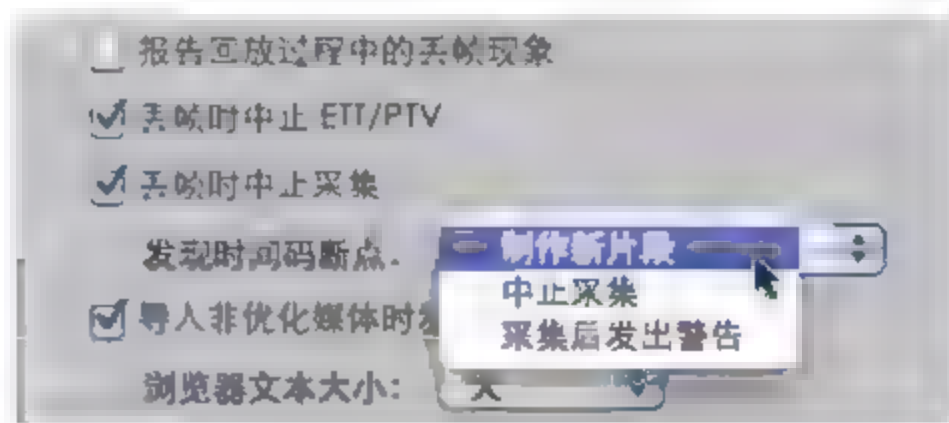 报告回放过程中的丢帧现象
丢帧时中止 ETT/PTV
丢帧时中止采集
发现时间码断点: 制作新片段
中止采集
导入非优化媒体时
采集后发出警告
浏览器文本大小: 大